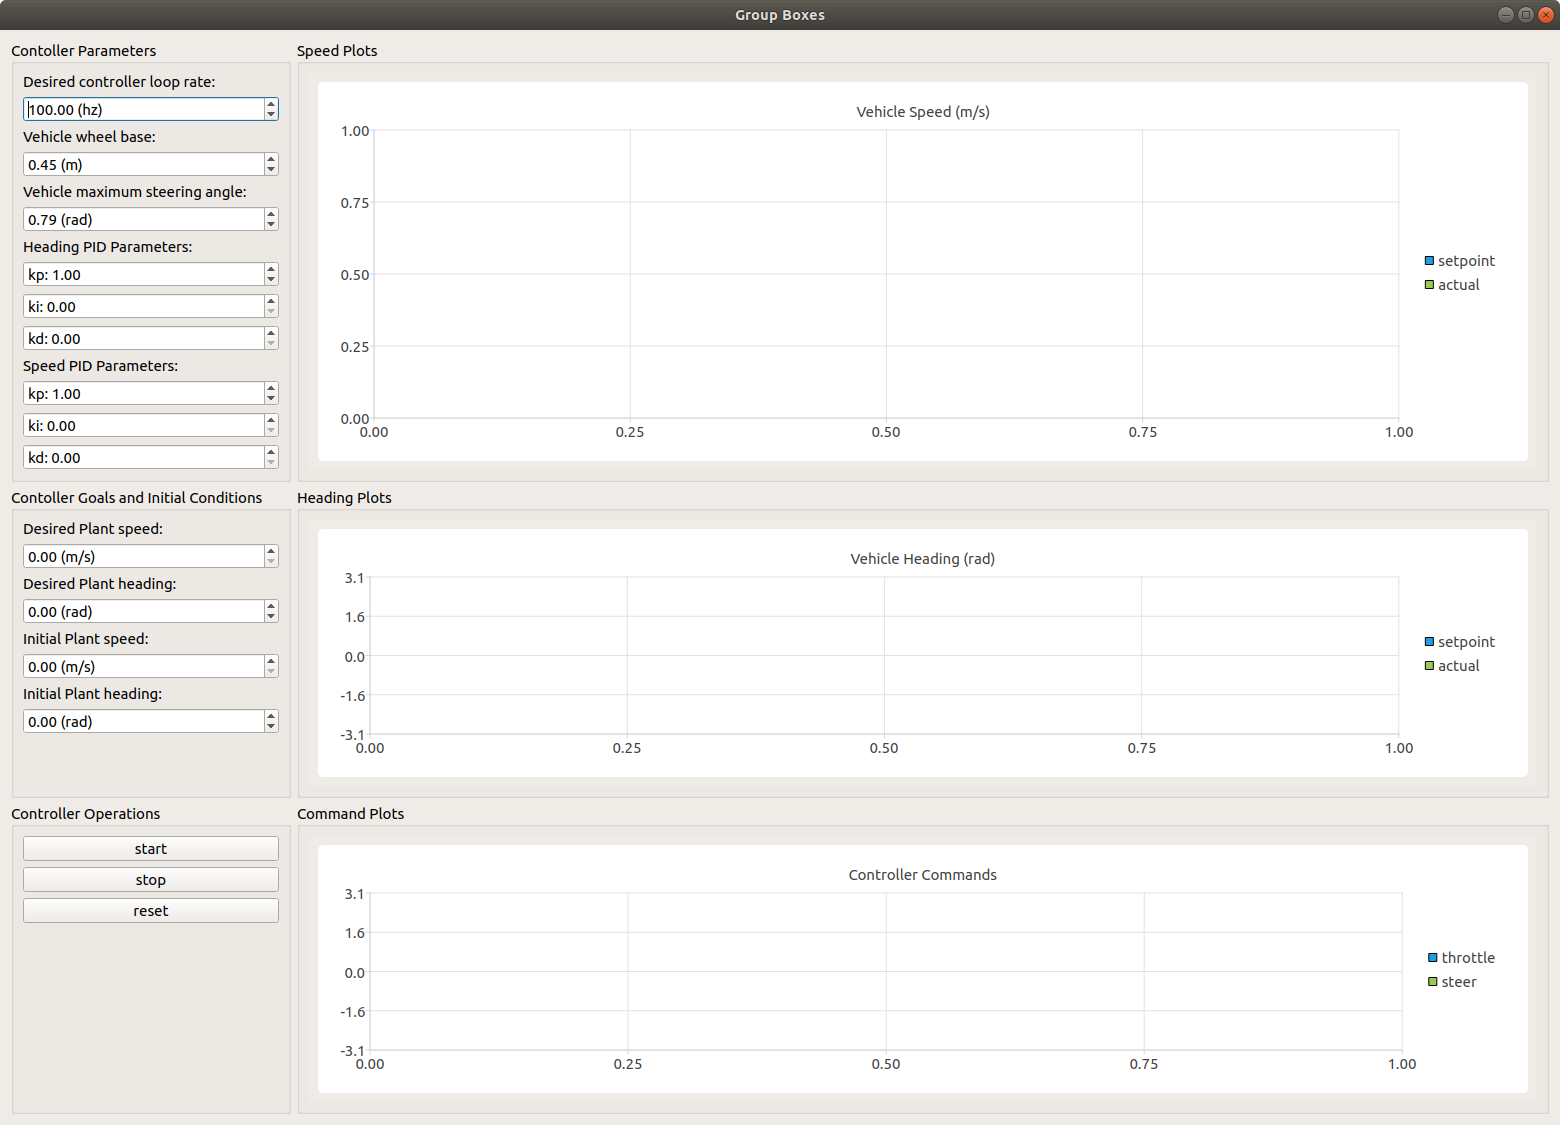 Group Boxes
Contoller Parameters
Desired controller loop rate:
100.00 (hz)
Vehicle wheel base:
0.45 (m)
Vehicle maximum steering angle:
0.79 (rad)
Heading PID Parameters:
kp: 1.00
ki: 0.00
kd: 0.00
Speed PID Parameters:
kp: 1.00
ki: 0.00
kd: 0.00
Speed Plots
Vehicle Speed (m/s)
1.00
0.75
0.50
0.25
0.00
0.00 0.25 0.50 0.75 1.00
setpoint
actual
Contoller Goals and Initial Conditions
Desired Plant speed:
0.00 (m/s)
Desired Plant heading:
0.00 (rad)
Initial Plant speed:
0.00 (m/s)
Initial Plant heading:
0.00 (rad)
Heading Plots
Vehicle Heading (rad)
3.1
1.6
0.0
-1.6
-3.1
0.00 0.25 0.50 0.75 1.00
setpoint
actual
Controller Operations
start
stop
reset
Command Plots
Controller Commands
3.1
1.6
0.0
-1.6
-3.1
0.00 0.25 0.50 0.75 1.00
throttle
steer